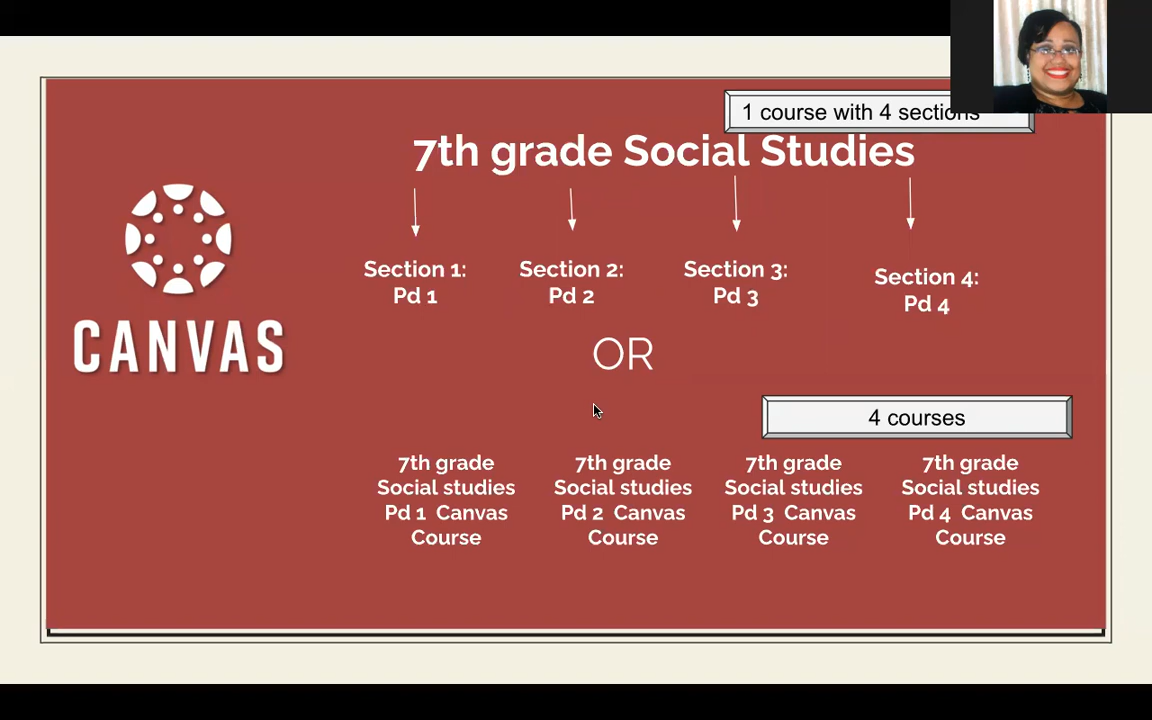 1 course with 4 sections
7th grade Social Studies
CANVAS
Section 1:
Pd 1
Section 2:
Pd 2
Section 3:
Pd 3
Section 4:
Pd 4
OR
4 courses
7th grade
Social studies
Pd 1 Canvas
Course
7th grade
Social studies
Pd 2 Canvas
Course
7th grade
Social studies
Pd 3 Canvas
Course
7th grade
Social studies
Pd 4 Canvas
Course